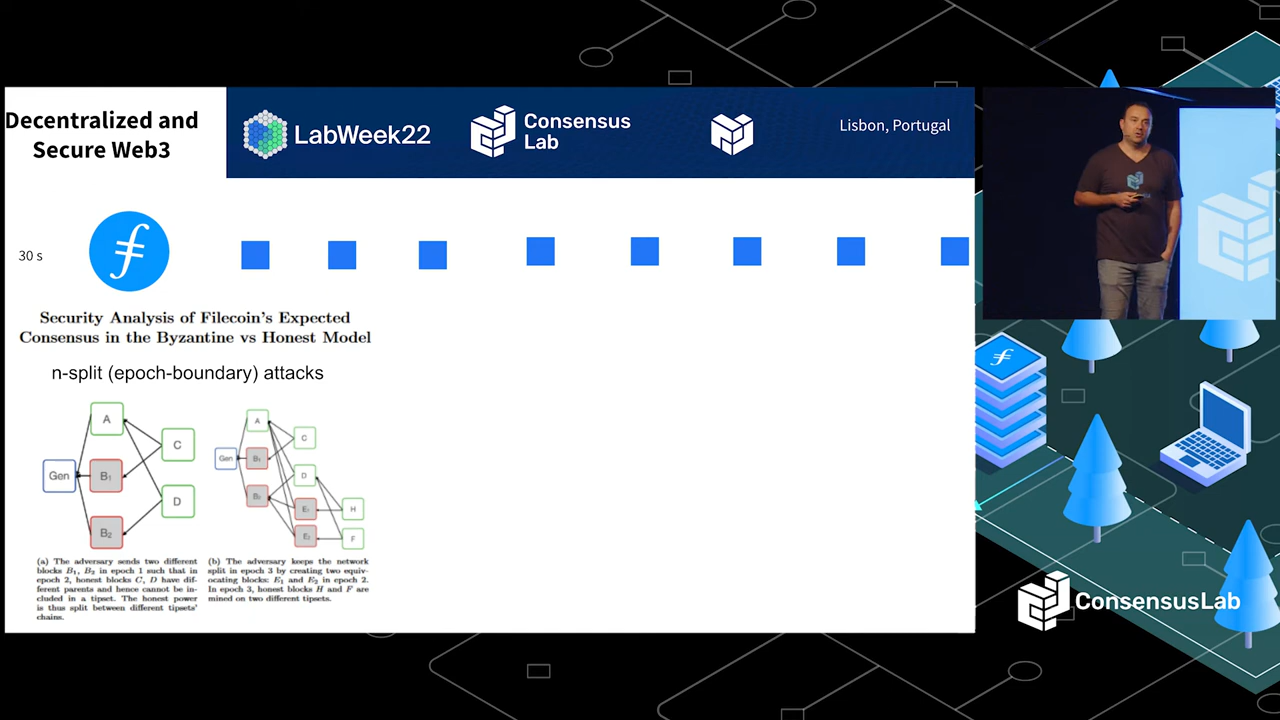 Decentralized and
Secure Web3
LabWeek22
Consensus
Lab
Lisbon, Portugal
30 s
Security Analysis of Filecoin's Expected
Consensus in the Byzantine vs Honest Model
n-split (epoch-boundary) attacks
A
C
Gen
B1
D
B2
A
C
Gen
B1
D
B2
E1
H
E2
F
(a) The adversary sends two different
blocks B1, B2 in epoch 1 such that in
epoch 2, honest blocks C, D have dif-
ferent parents and hence cannot be in-
cluded in a tipset. The honest power
is thus split between different tipsets'
chains.
(b) The adversary keeps the network
split in epoch 3 by creating two equiv-
ocating blocks: E1 and E2 in epoch 2.
In epoch 3, honest blocks H and F are
mined on two different tipsets.
ConsensusLab